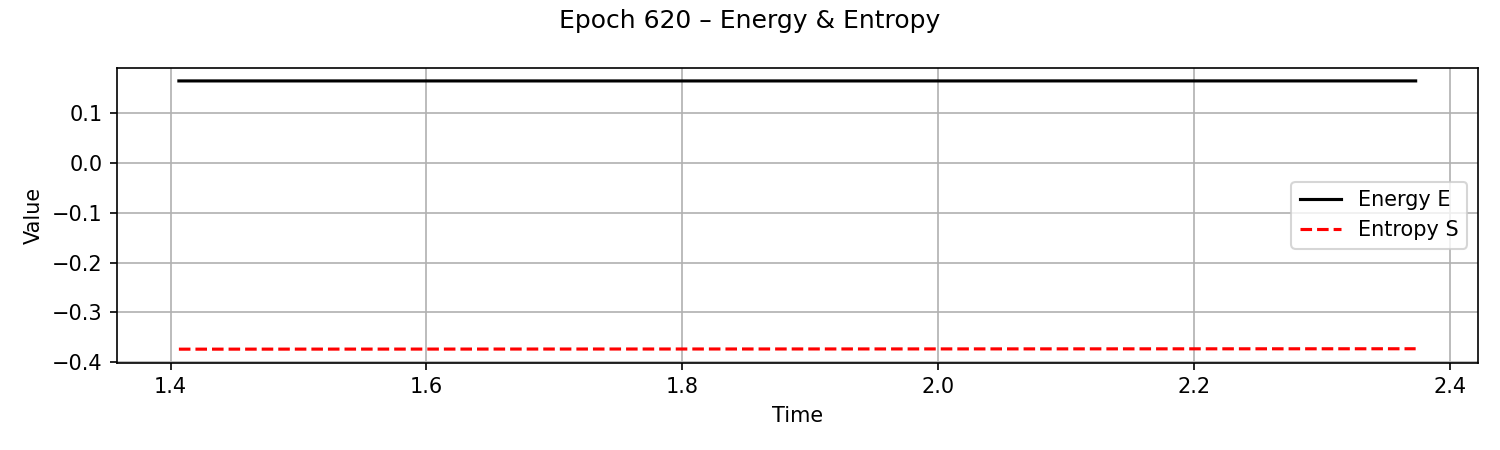 Epoch 620 – Energy & Entropy
Value
0.1
0.0
−0.1
−0.2
−0.3
−0.4
Energy E
Entropy S
1.4 1.6 1.8 2.0 2.2 2.4
Time